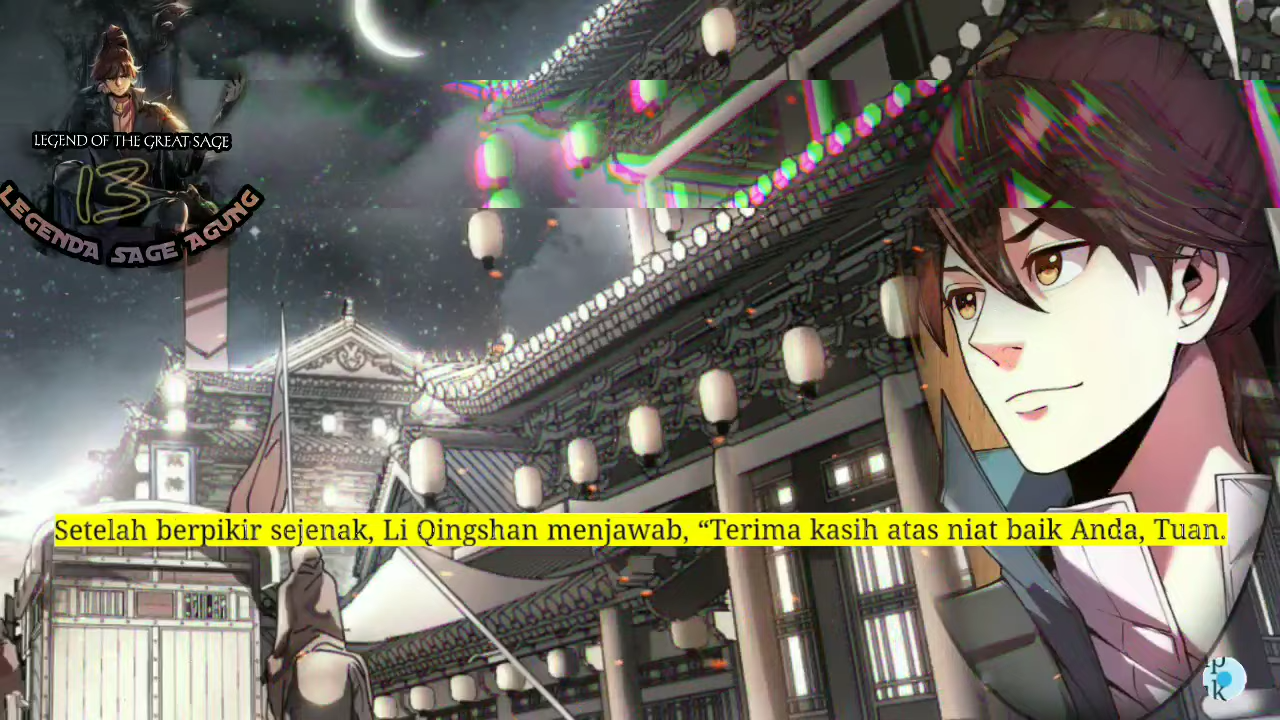 LEGEND OF THE GREAT SAGE
13
LEGENDA SAGE AGUNG
Setelah berpikir sejenak, Li Qingshan menjawab, “Terima kasih atas niat baik Anda, Tuan.